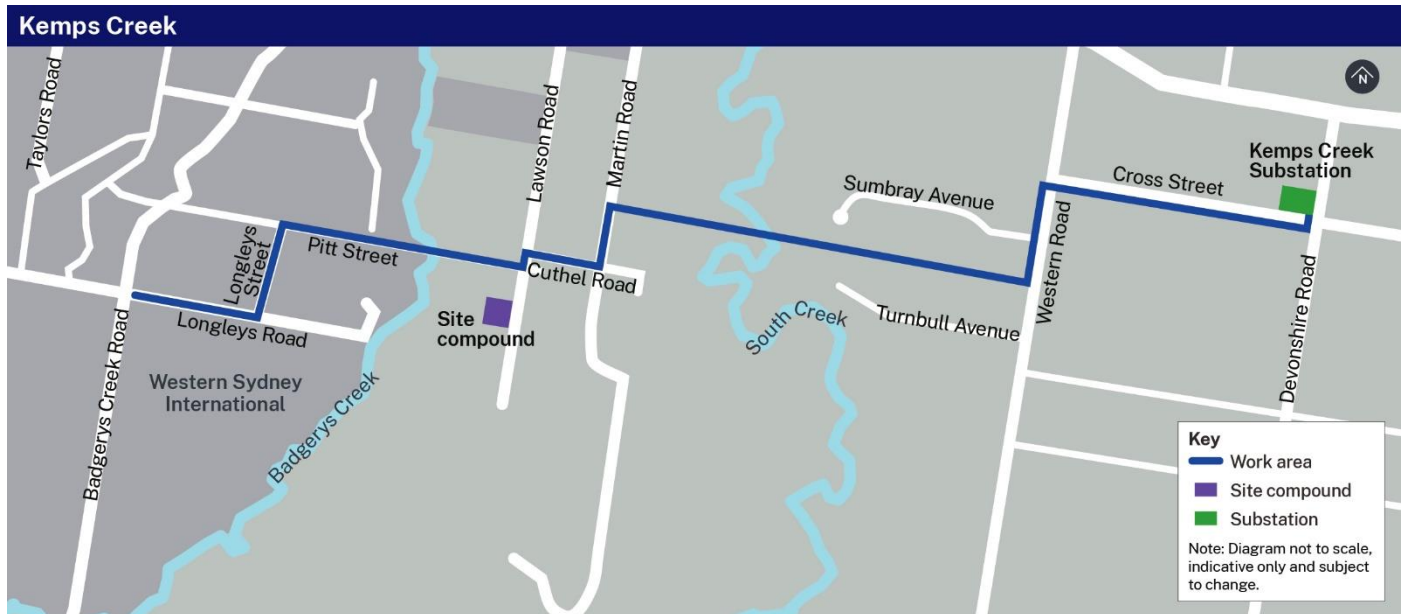 Kemps Creek
N
Taylors Road
Lawson Road
Martin Road
Kemps Creek
Substation
Cross Street
Sumbray Avenue
Longleys
Street
Pitt Street
Cuthel Road
Western Road
Site
compound
Longleys Road
Turnbull Avenue
South Creek
Devonshire Road
Western Sydney
International
Badgerys Creek Road
Badgerys Creek
Key
Work area
Site compound
Substation
Note: Diagram not to scale,
indicative only and subject
to change.